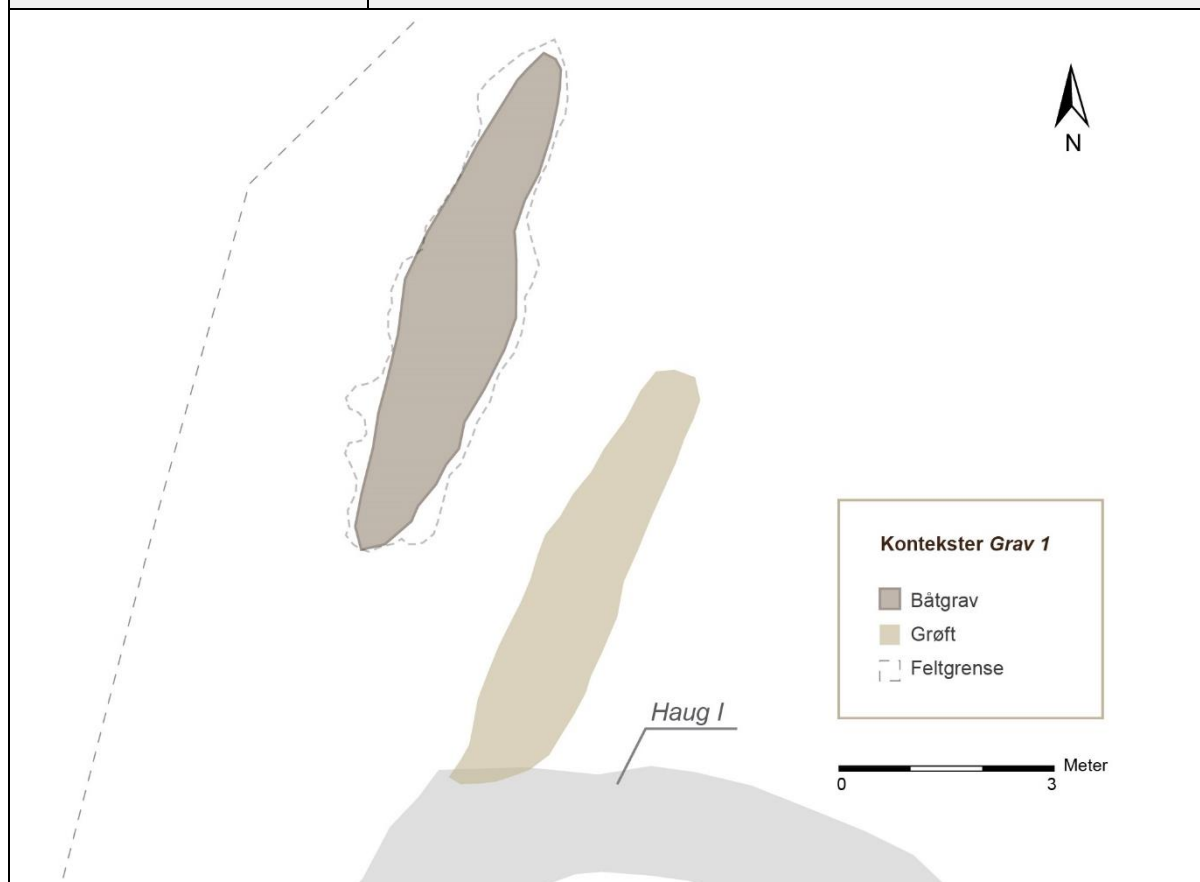 N
Kontekster Grav 1
Båtgrav
Grøft
Feltgrense
Haug I
Meter
0
3